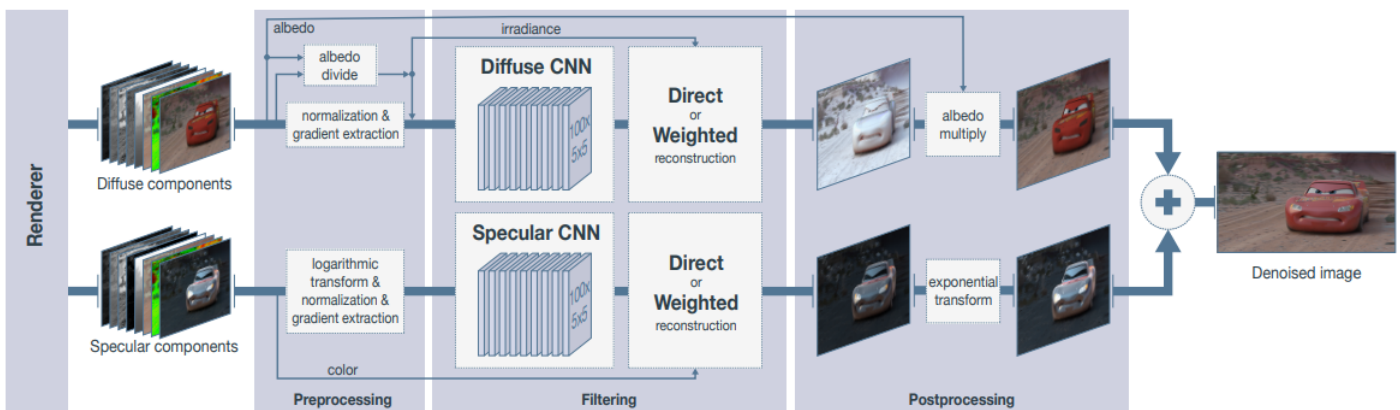 Renderer
Diffuse components
Specular components
albedo
albedo
divide
normalization &
gradient extraction
logarithmic
transform &
normalization &
gradient extraction
color
Preprocessing
irradiance
Diffuse CNN
100x
5x5
Direct
or
Weighted
reconstruction
Specular CNN
100x
5x5
Direct
or
Weighted
reconstruction
Filtering
albedo
multiply
exponential
transform
Postprocessing
Denoised image